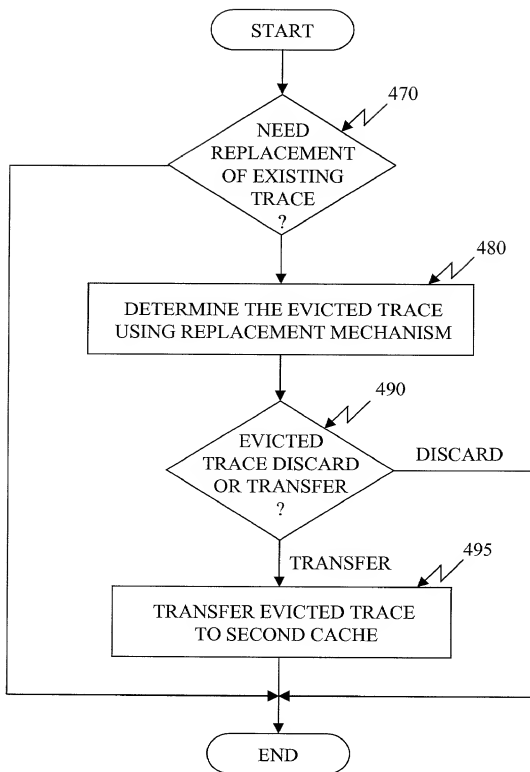 START
470
NEED
REPLACEMENT
OF EXISTING
TRACE
?
480
DETERMINE THE EVICTED TRACE
USING REPLACEMENT MECHANISM
490
EVICTED
TRACE DISCARD
OR TRANSFER
?
DISCARD
TRANSFER
495
TRANSFER EVICTED TRACE
TO SECOND CACHE
END